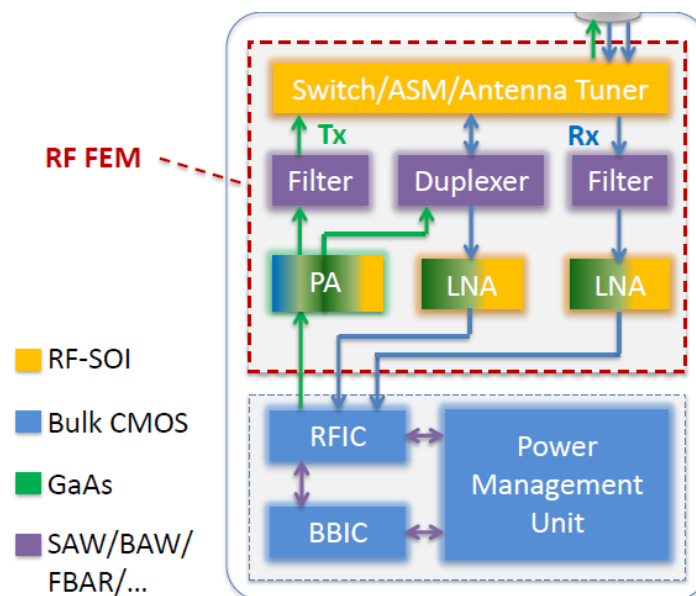 Switch/ASM/Antenna Tuner
Tx
Rx
RF FEM
Filter
Duplexer
Filter
PA
LNA
LNA
RF-SOI
Bulk CMOS
GaAs
SAW/BAW/
FBAR/...
RFIC
BBIC
Power
Management
Unit